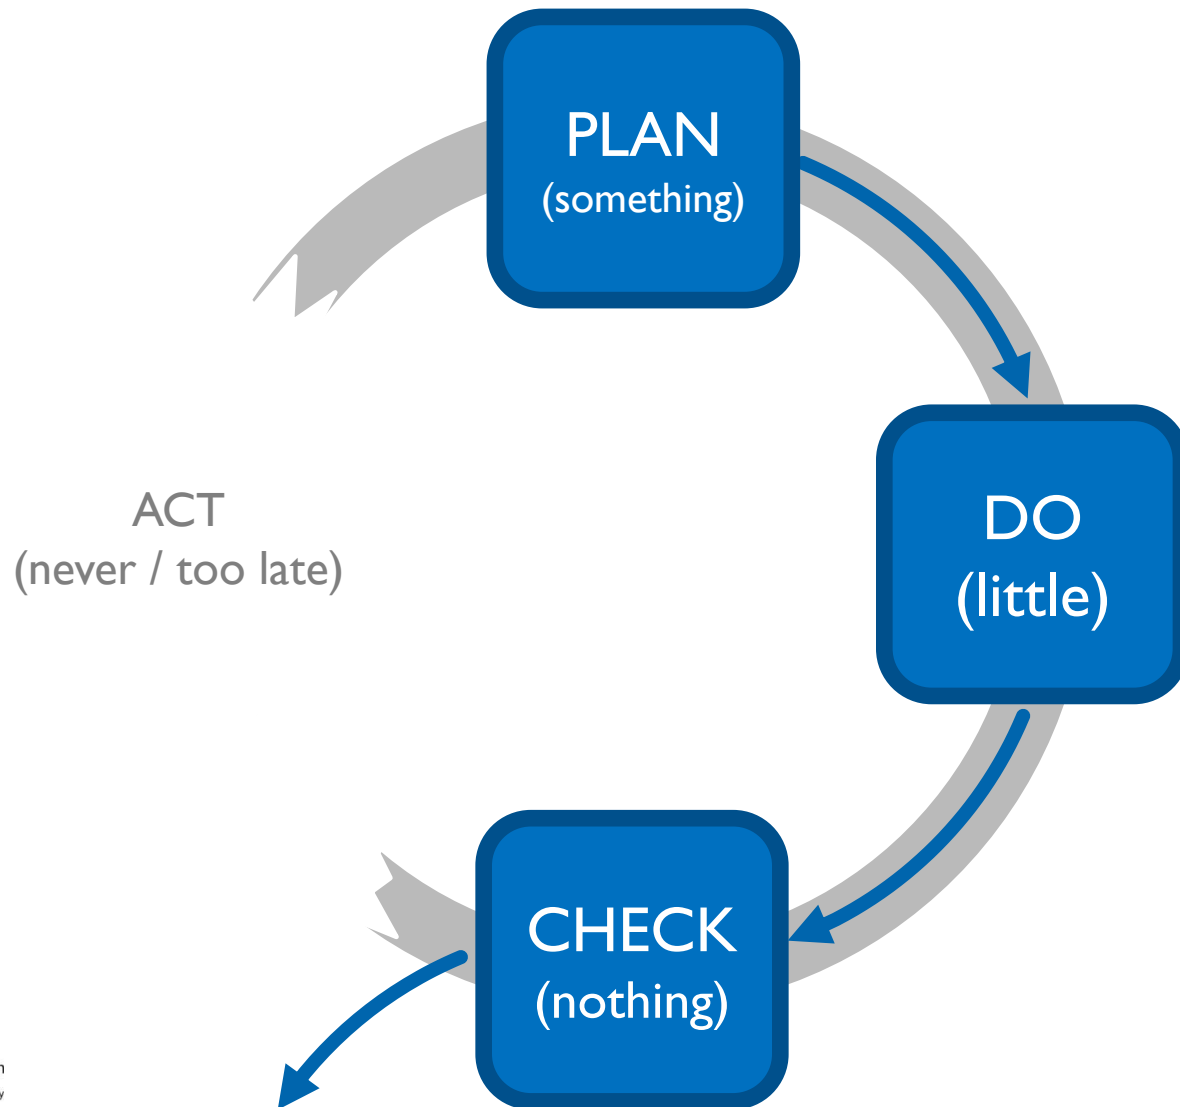 PLAN
(something)
DO
(little)
CHECK
(nothing)
ACT
(never / too late)